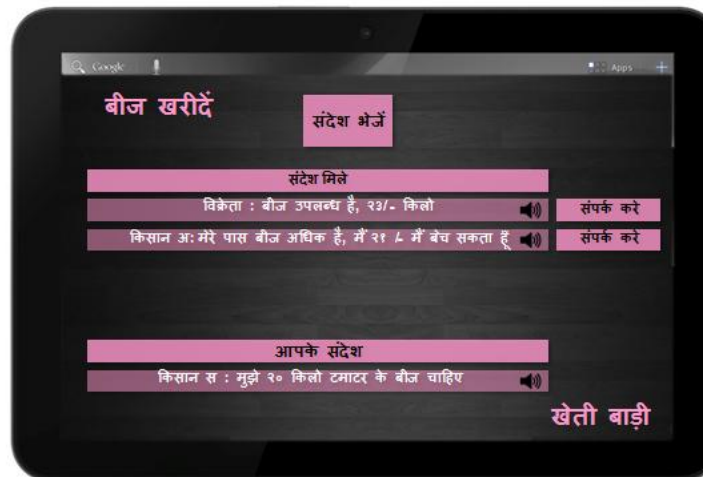 Google
Apps
बीज खरीदें
संदेश भेजें
संदेश मिले
विक्रेता : बीज उपलब्ध है, २३/- किलो
संपर्क करे
किसान अ: मेरे पास बीज अधिक है, मैं २१ /- मैं बेच सकता हूँ
संपर्क करे
आपके संदेश
किसान स : मुझे २० किलो टमाटर के बीज चाहिए
खेती बाड़ी